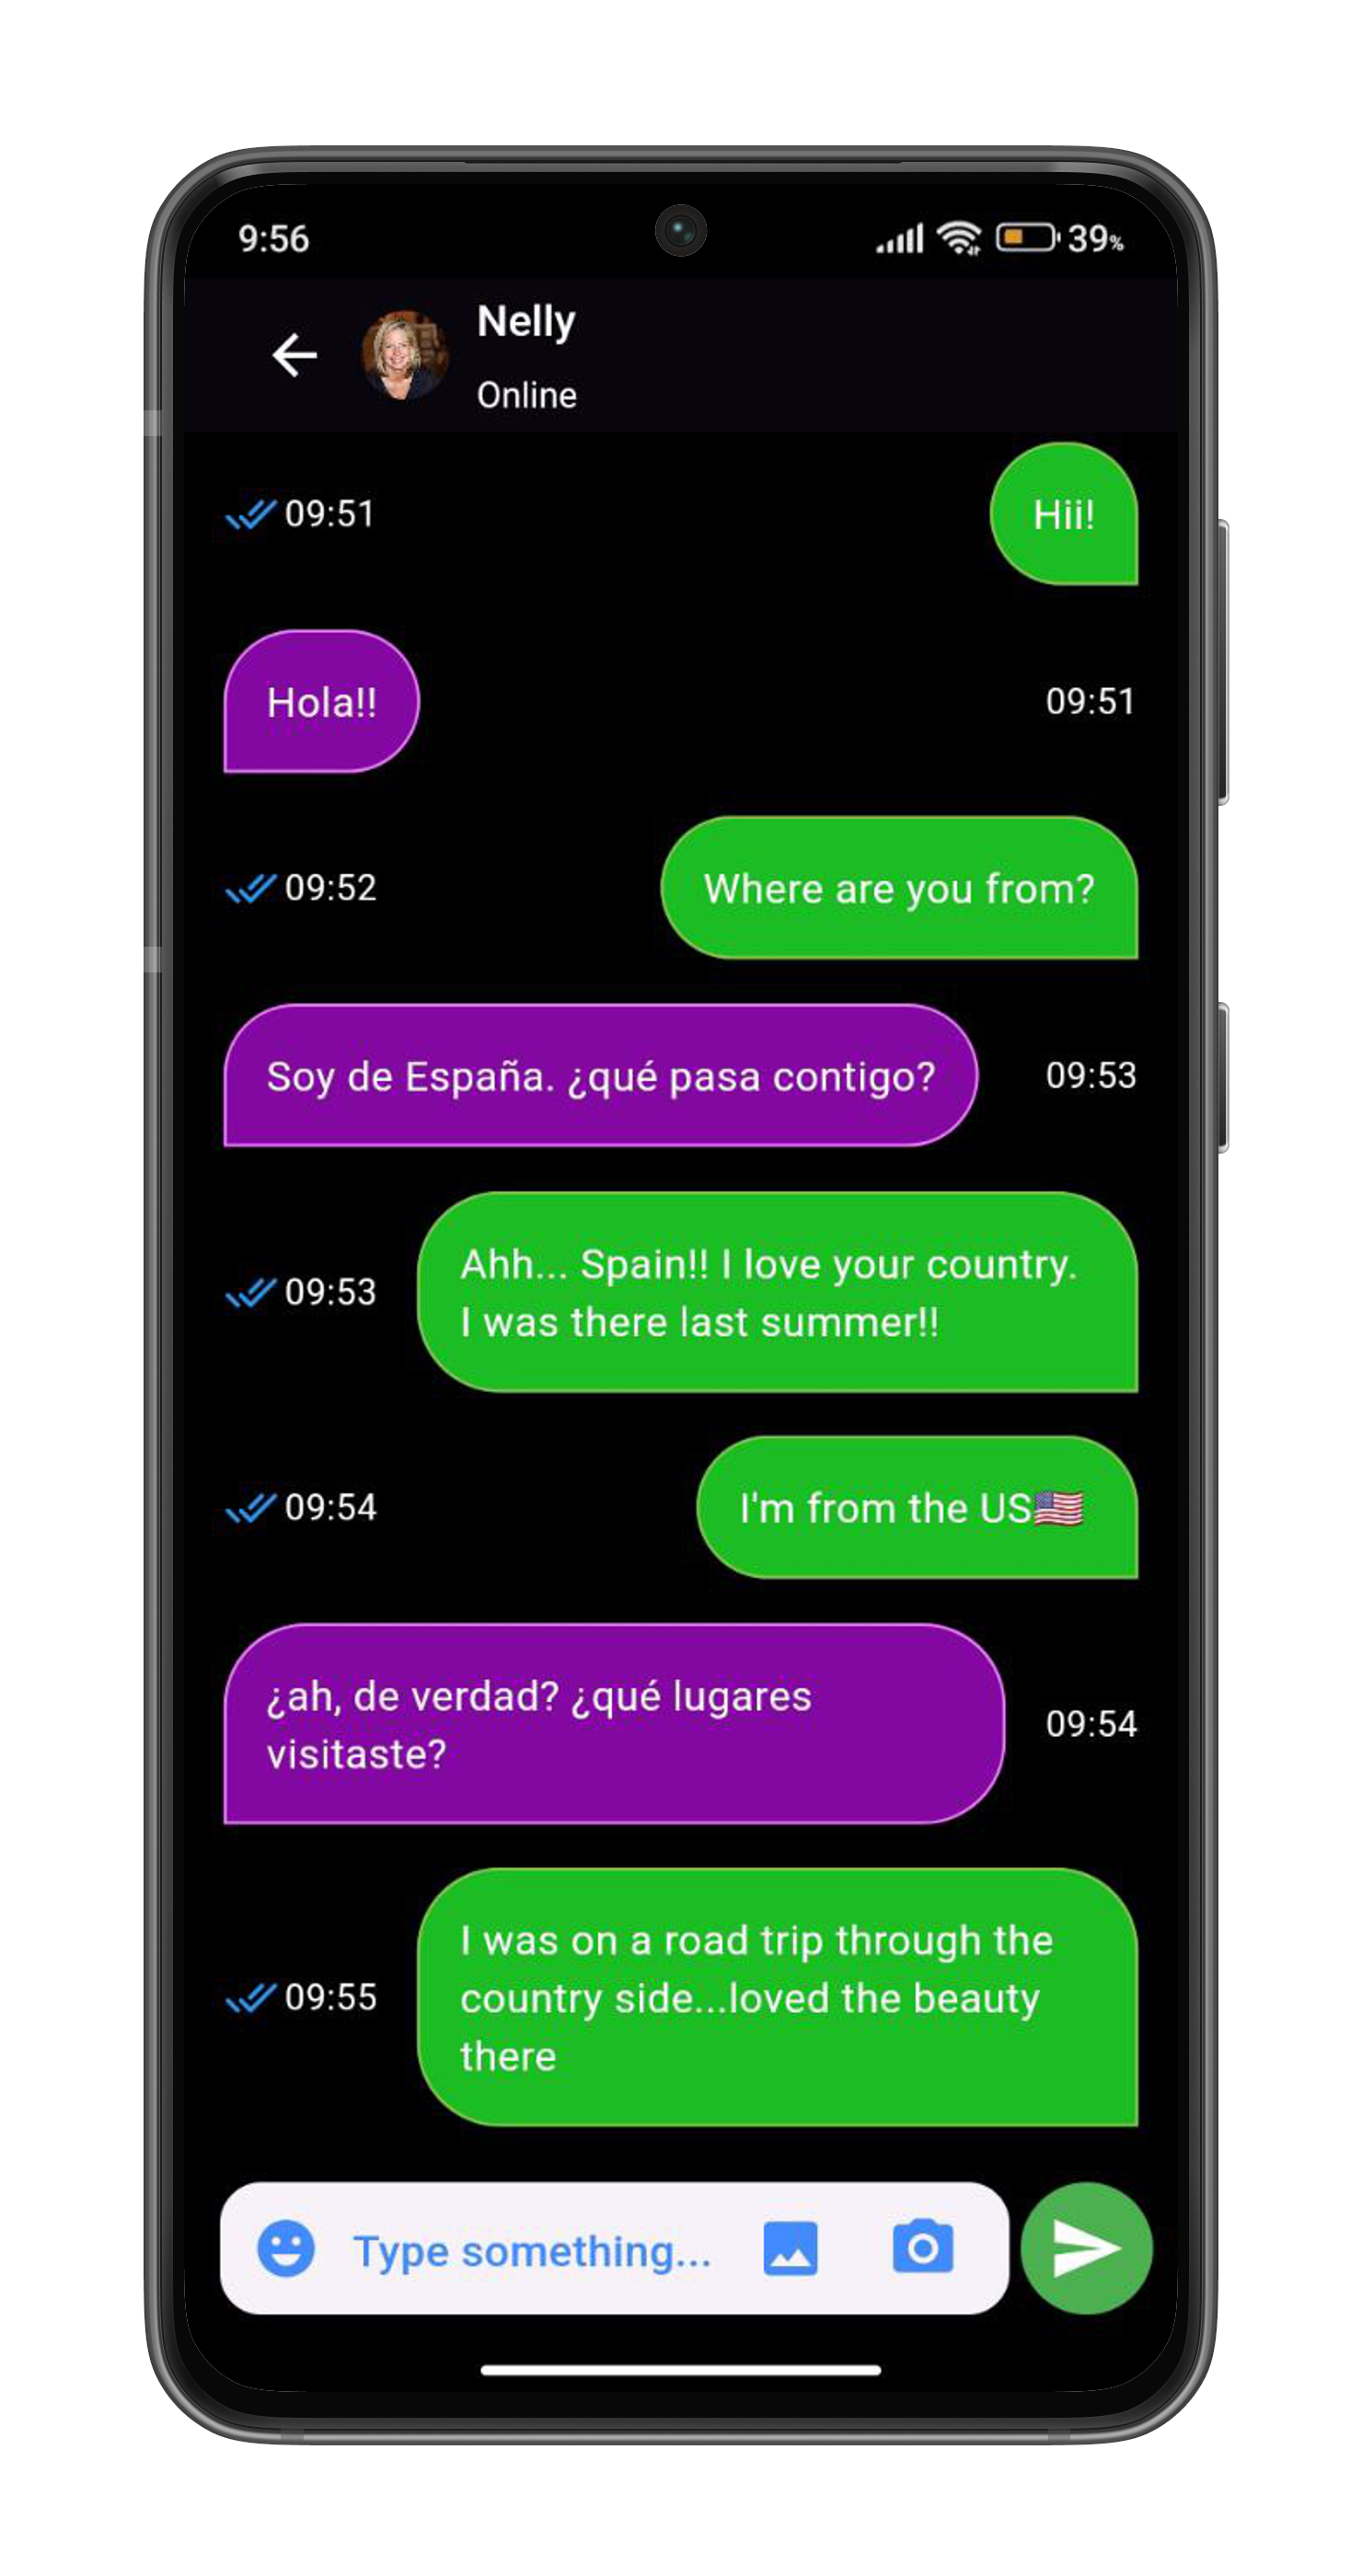 9:56
39%
Nelly
Online
09:51
Hii!
Hola!!
09:51
09:52
Where are you from?
Soy de España. ¿qué pasa contigo?
09:53
09:53
Ahh... Spain!! I love your country.
I was there last summer!!
09:54
I'm from the US🇺🇸
¿ah, de verdad? ¿qué lugares
visitaste?
09:54
09:55
I was on a road trip through the
country side...loved the beauty
there
Type something...